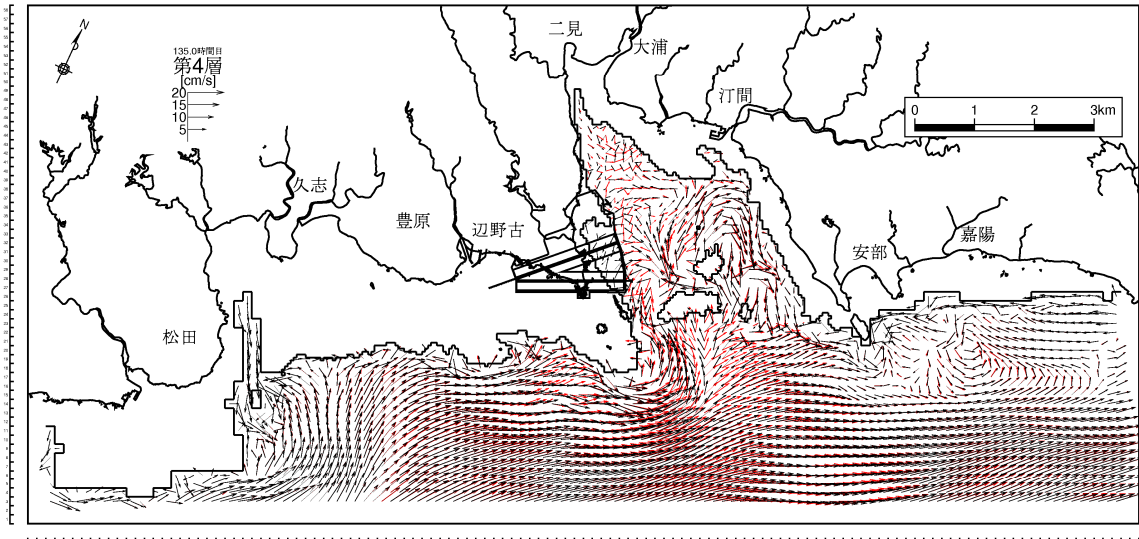 N
135.0時間目
第4層
[cm/s]
20
15
10
5
二見
大浦
汀間
0 1 2 3km
久志
豊原
辺野古
安部
嘉陽
松田